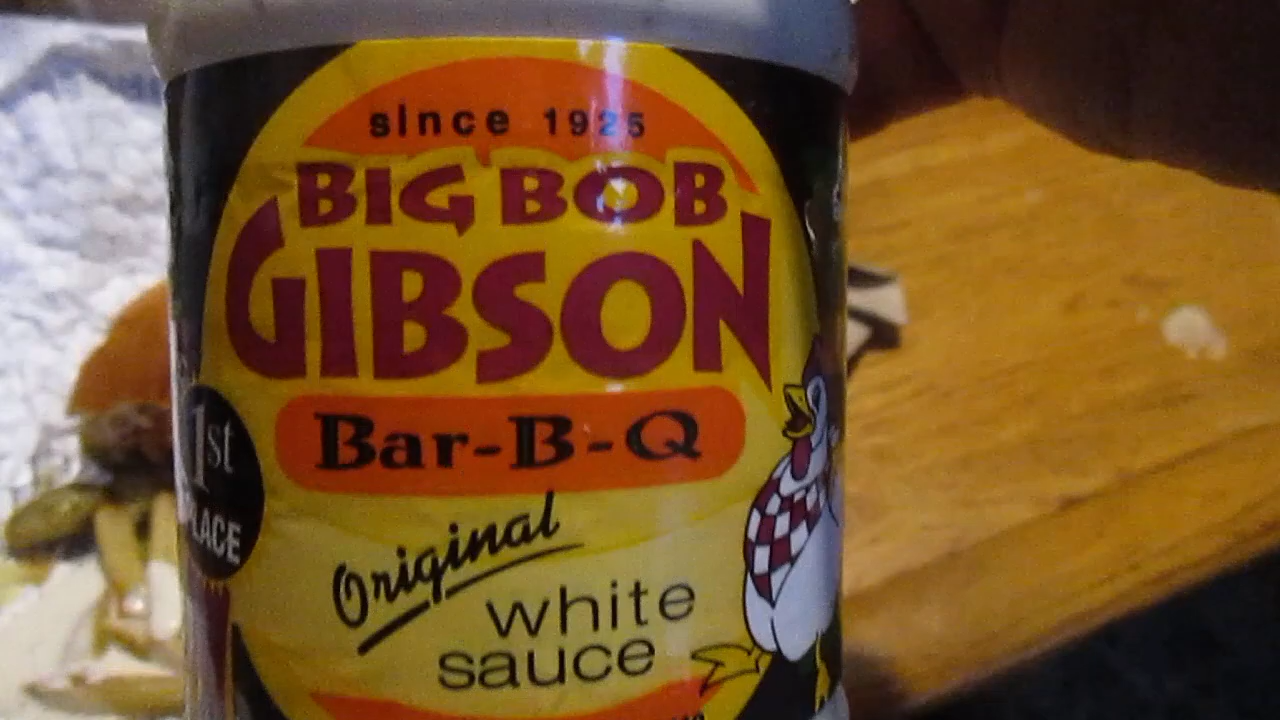 since 1925
BIG BOB
GIBSON
Bar-B-Q
1st
PLACE
Original
white
sauce